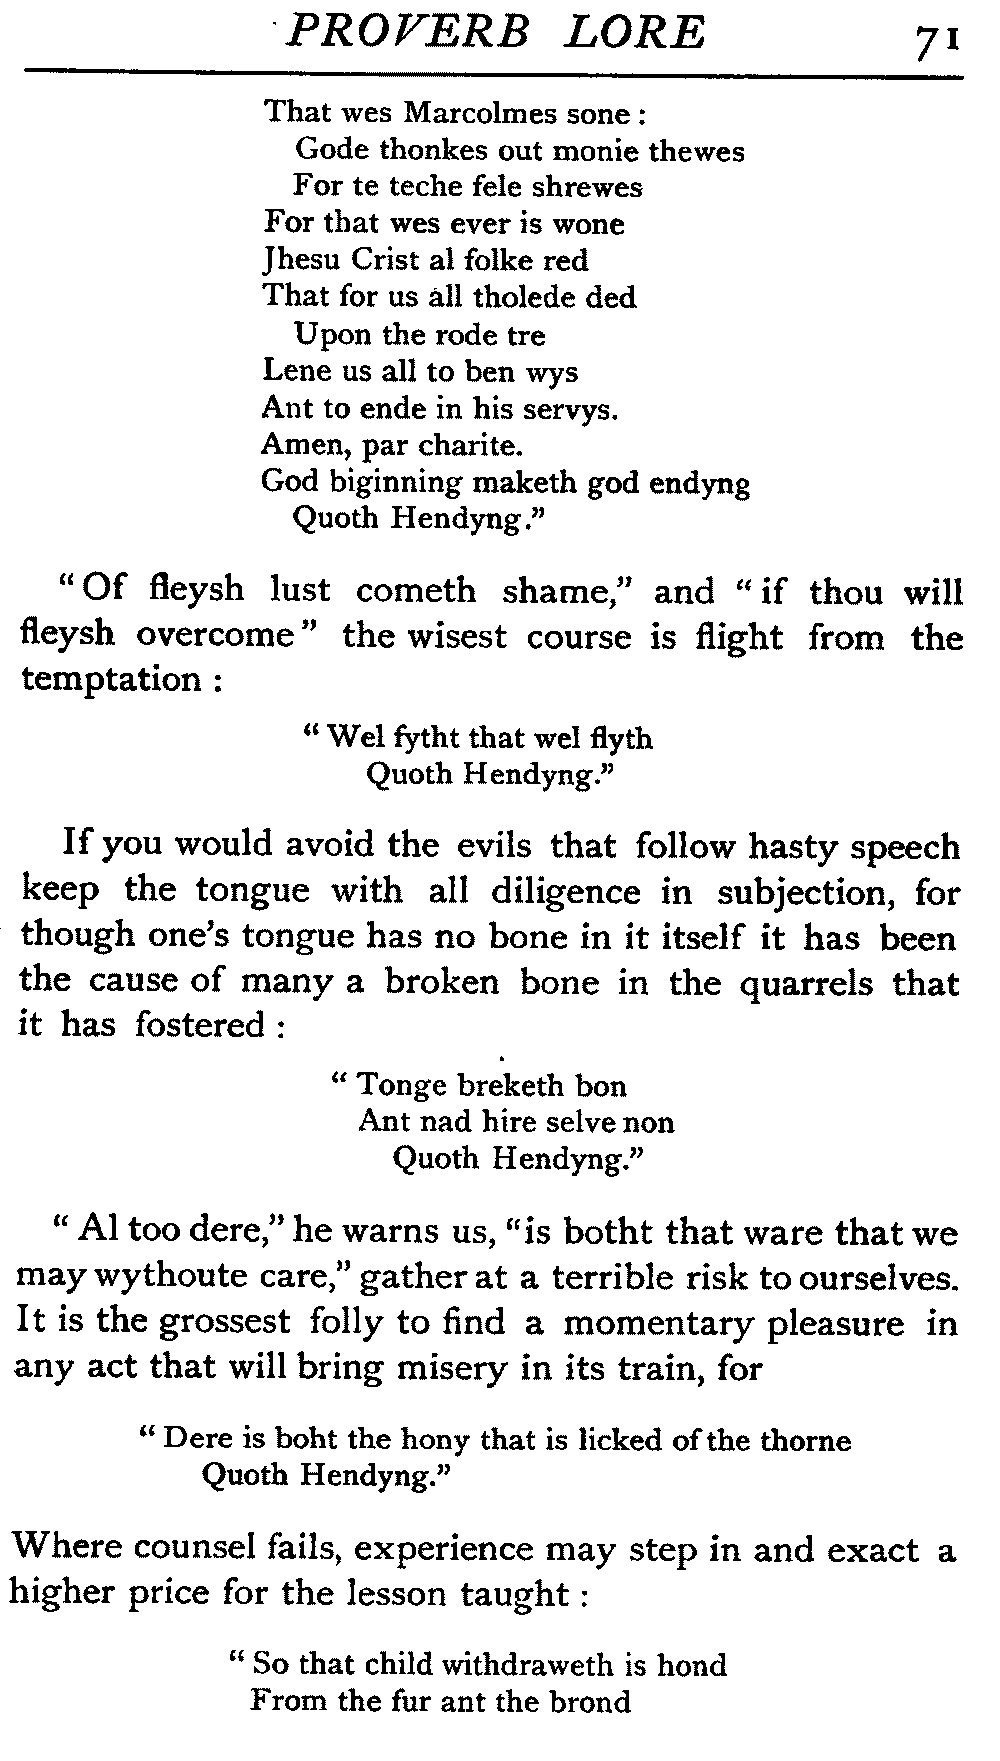 PROVERB LORE 71
That wes Marcolmes sone :
Gode thonkes out monie thewes
For te teche fele shrewes
For that wes ever is wone
Jhesu Crist al folke red
That for us all tholede ded
Upon the rode tre
Lene us all to ben wys
Ant to ende in his servys.
Amen, par charite.
God biginning maketh god endyng
Quoth Hendyng."
"Of fleysh lust cometh shame," and "if thou will
fleysh overcome" the wisest course is flight from the
temptation :
"Wel fytht that wel flyth
Quoth Hendyng."
If you would avoid the evils that follow hasty speech
keep the tongue with all diligence in subjection, for
though one's tongue has no bone in it itself it has been
the cause of many a broken bone in the quarrels that
it has fostered :
"Tonge breketh bon
Ant nad hire selve non
Quoth Hendyng."
"Al too dere," he warns us, "is botht that ware that we
may wythoute care," gather at a terrible risk to ourselves.
It is the grossest folly to find a momentary pleasure in
any act that will bring misery in its train, for
"Dere is boht the hony that is licked of the thorne
Quoth Hendyng."
Where counsel fails, experience may step in and exact a
higher price for the lesson taught :
"So that child withdraweth is hond
From the fur ant the brond